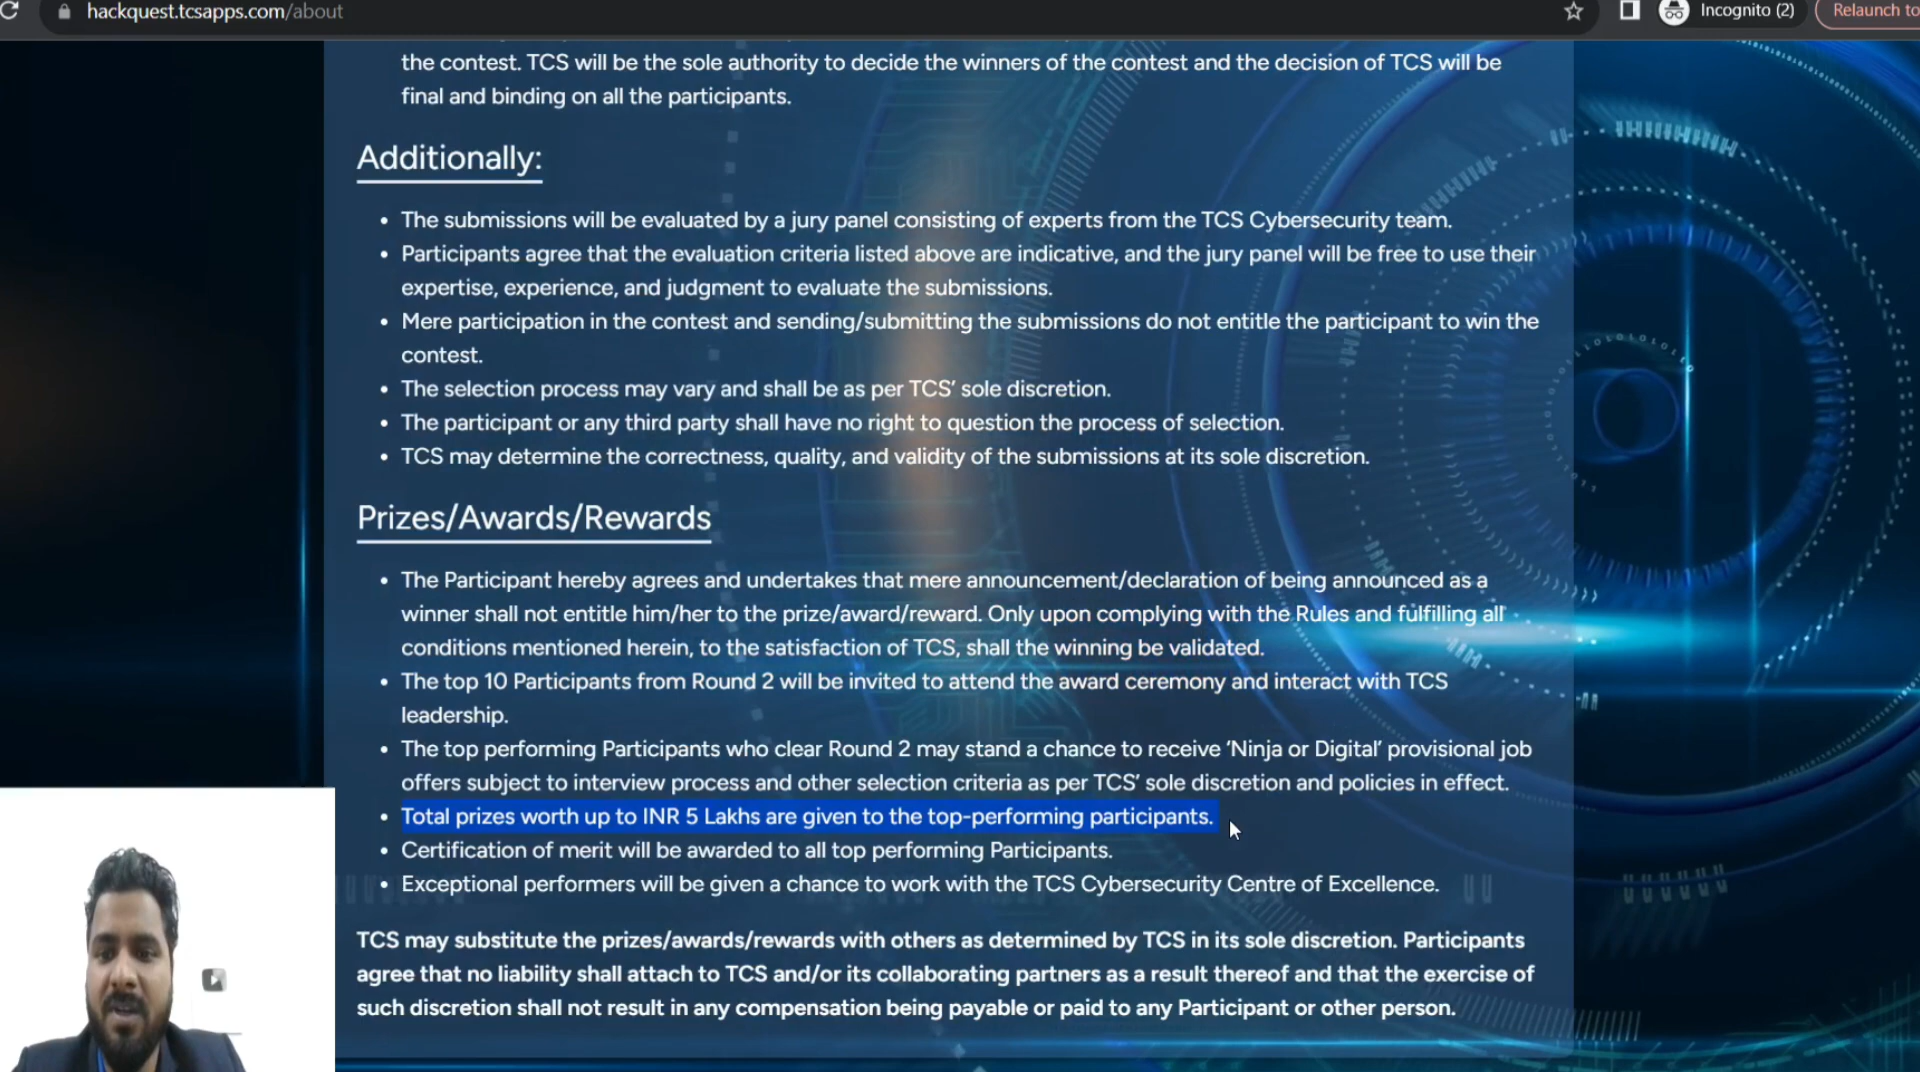 hackquest.tcsapps.com/about
Incognito (2)
Relaunch to
the contest. TCS will be the sole authority to decide the winners of the contest and the decision of TCS will be
final and binding on all the participants.
Additionally:
• The submissions will be evaluated by a jury panel consisting of experts from the TCS Cybersecurity team.
• Participants agree that the evaluation criteria listed above are indicative, and the jury panel will be free to use their
expertise, experience, and judgment to evaluate the submissions.
• Mere participation in the contest and sending/submitting the submissions do not entitle the participant to win the
contest.
• The selection process may vary and shall be as per TCS’ sole discretion.
• The participant or any third party shall have no right to question the process of selection.
• TCS may determine the correctness, quality, and validity of the submissions at its sole discretion.
Prizes/Awards/Rewards
• The Participant hereby agrees and undertakes that mere announcement/declaration of being announced as a
winner shall not entitle him/her to the prize/award/reward. Only upon complying with the Rules and fulfilling all
conditions mentioned herein, to the satisfaction of TCS, shall the winning be validated.
• The top 10 Participants from Round 2 will be invited to attend the award ceremony and interact with TCS
leadership.
• The top performing Participants who clear Round 2 may stand a chance to receive ‘Ninja or Digital’ provisional job
offers subject to interview process and other selection criteria as per TCS’ sole discretion and policies in effect.
• Total prizes worth up to INR 5 Lakhs are given to the top-performing participants.
• Certification of merit will be awarded to all top performing Participants.
• Exceptional performers will be given a chance to work with the TCS Cybersecurity Centre of Excellence.
TCS may substitute the prizes/awards/rewards with others as determined by TCS in its sole discretion. Participants
agree that no liability shall attach to TCS and/or its collaborating partners as a result thereof and that the exercise of
such discretion shall not result in any compensation being payable or paid to any Participant or other person.